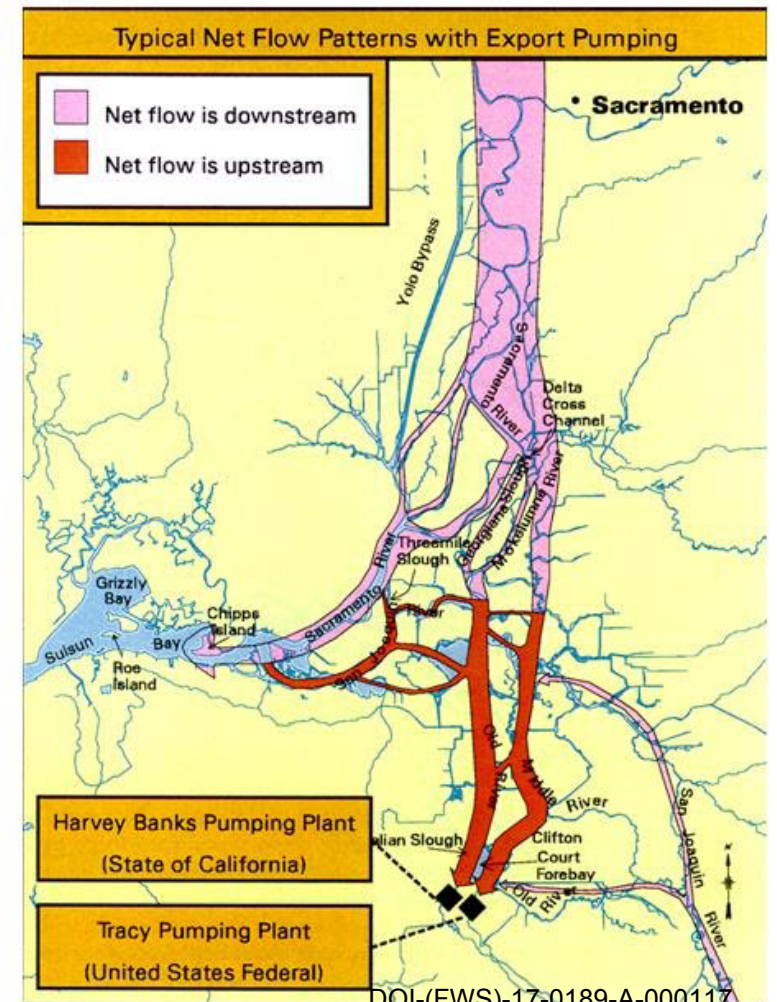 Typical Net Flow Patterns with Export Pumping
Net flow is downstream
Net flow is upstream
Sacramento
Yolo Bypass
Sacramento
River
Delta
Cross
Channel
Georgiana Slough
Mokelumne River
Threemile
Slough
River
Sacramento
River
San Joaquin
Grizzly
Bay
Chipps
Island
Suisun
Bay
Roe
Island
Old River
Middle
River
San Joaquin
River
Harvey Banks Pumping Plant
(State of California)
alian Slough
Clifton
Court
Forebay
Old River
Tracy Pumping Plant
(United States Federal)
DOI-(FWS)-17-0189-A-000117